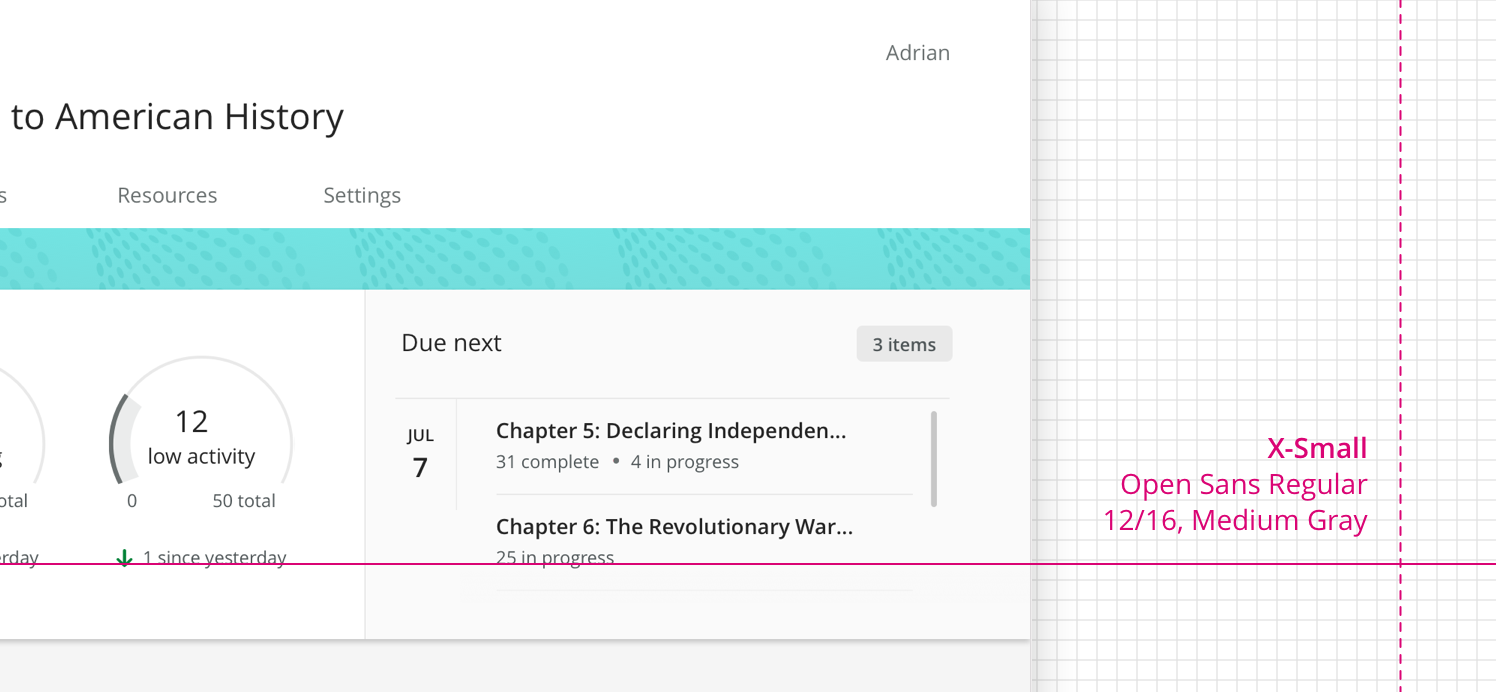 Adrian
to American History
s
Resources
Settings
Due next
3 items
12
low activity
0
50 total
1 since yesterday
otal
erday
JUL
7
Chapter 5: Declaring Independen...
31 complete • 4 in progress
Chapter 6: The Revolutionary War...
25 in progress
X-Small
Open Sans Regular
12/16, Medium Gray